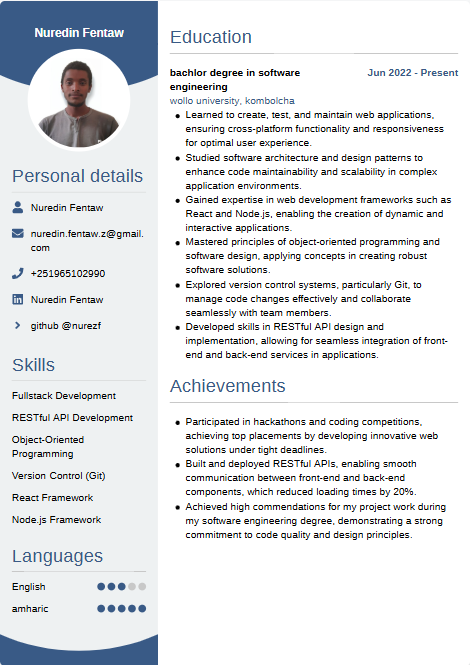 Nuredin Fentaw
Personal details
Nuredin Fentaw
nuredin.fentaw.z@gmail.
com
+251965102990
Nuredin Fentaw
github @nurezf
Skills
Fullstack Development
RESTful API Development
Object-Oriented
Programming
Version Control (Git)
React Framework
Node.js Framework
Languages
English
amharic
Education
bachlor degree in software
engineering
Jun 2022 - Present
wollo university, kombolcha
Learned to create, test, and maintain web applications,
ensuring cross-platform functionality and responsiveness
for optimal user experience.
Studied software architecture and design patterns to
enhance code maintainability and scalability in complex
application environments.
Gained expertise in web development frameworks such as
React and Node.js, enabling the creation of dynamic and
interactive applications.
Mastered principles of object-oriented programming and
software design, applying concepts in creating robust
software solutions.
Explored version control systems, particularly Git, to
manage code changes effectively and collaborate
seamlessly with team members.
Developed skills in RESTful API design and
implementation, allowing for seamless integration of front-
end and back-end services in applications.
Achievements
Participated in hackathons and coding competitions,
achieving top placements by developing innovative web
solutions under tight deadlines.
Built and deployed RESTful APIs, enabling smooth
communication between front-end and back-end
components, which reduced loading times by 20%.
Achieved high commendations for my project work during
my software engineering degree, demonstrating a strong
commitment to code quality and design principles.